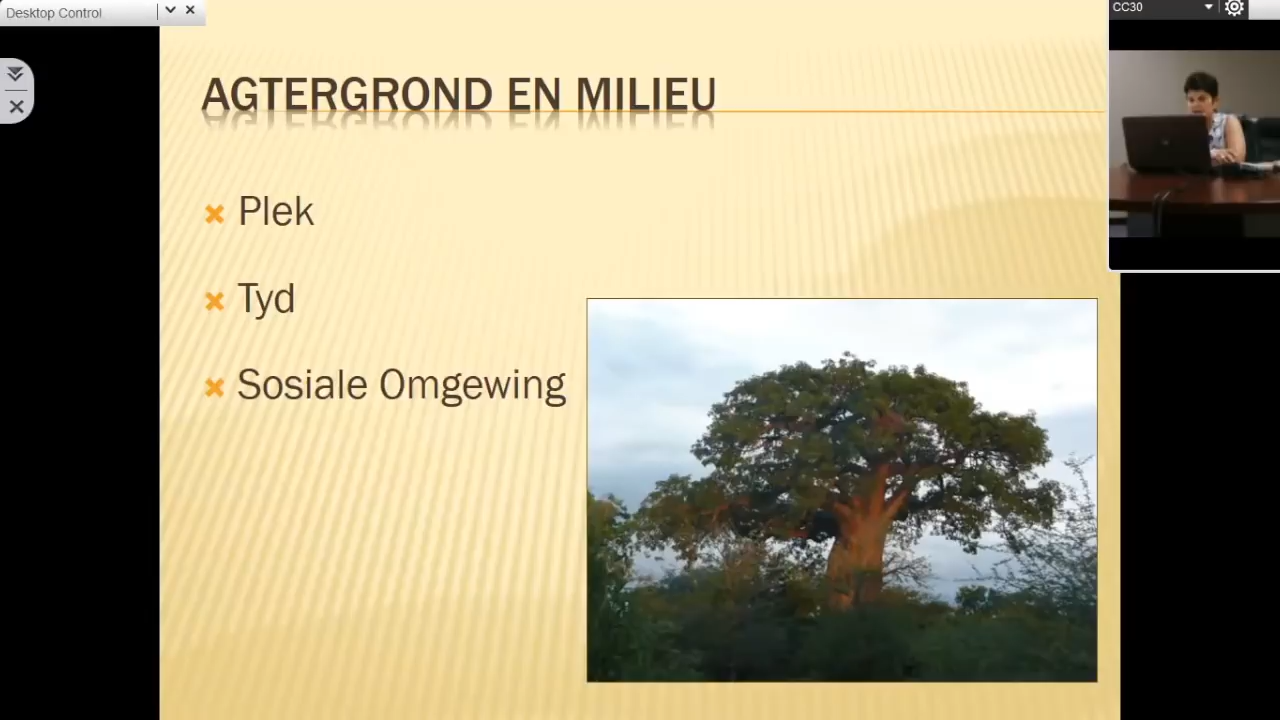 Desktop Control
CC30
AGTERGROND EN MILIEU
Plek
Tyd
Sosiale Omgewing